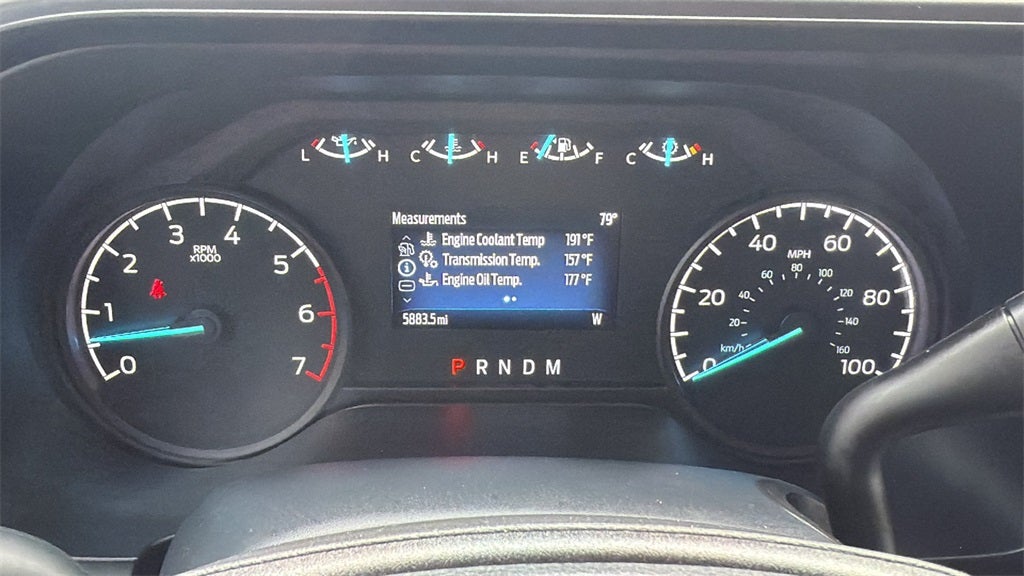 L H C H E F C H
Measurements 79°
Engine Coolant Temp 191 °F
Transmission Temp. 157 °F
Engine Oil Temp. 177 °F
5883.5 mi W
P R N D M
0 1 2 3 4 5 6 7
RPM
x1000
0 20 40 60 80 100
MPH
20 40 60 80 100 120 140 160
km/h